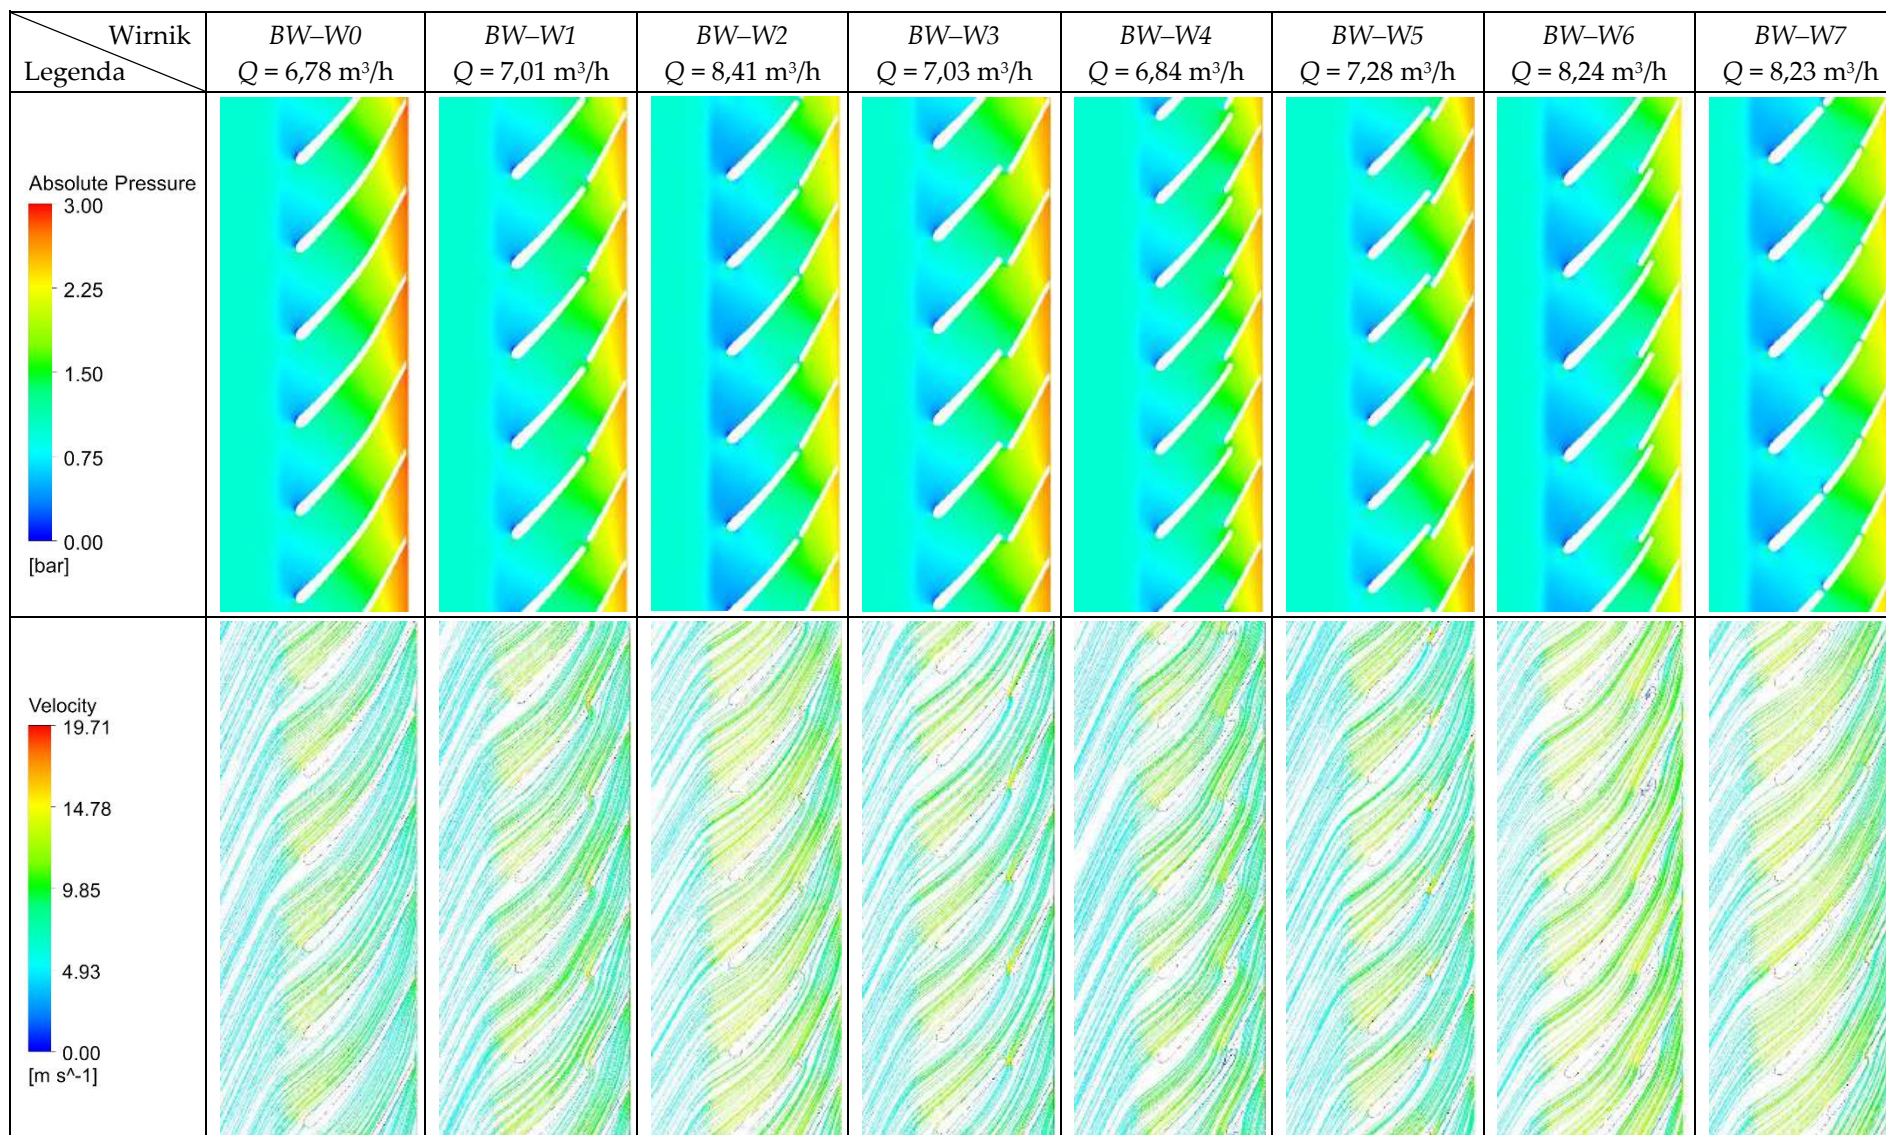 Wirnik
Legenda
BW–W0
Q = 6,78 m³/h
BW–W1
Q = 7,01 m³/h
BW–W2
Q = 8,41 m³/h
BW–W3
Q = 7,03 m³/h
BW–W4
Q = 6,84 m³/h
BW–W5
Q = 7,28 m³/h
BW–W6
Q = 8,24 m³/h
BW–W7
Q = 8,23 m³/h
Absolute Pressure
3.00
2.25
1.50
0.75
0.00
[bar]
Velocity
19.71
14.78
9.85
4.93
0.00
[m s^-1]